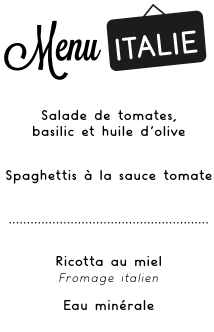 Menu ITALIE
Salade de tomates,
basilic et huile d'olive
Spaghettis à la sauce tomate
Ricotta au miel
Fromage italien
Eau minérale